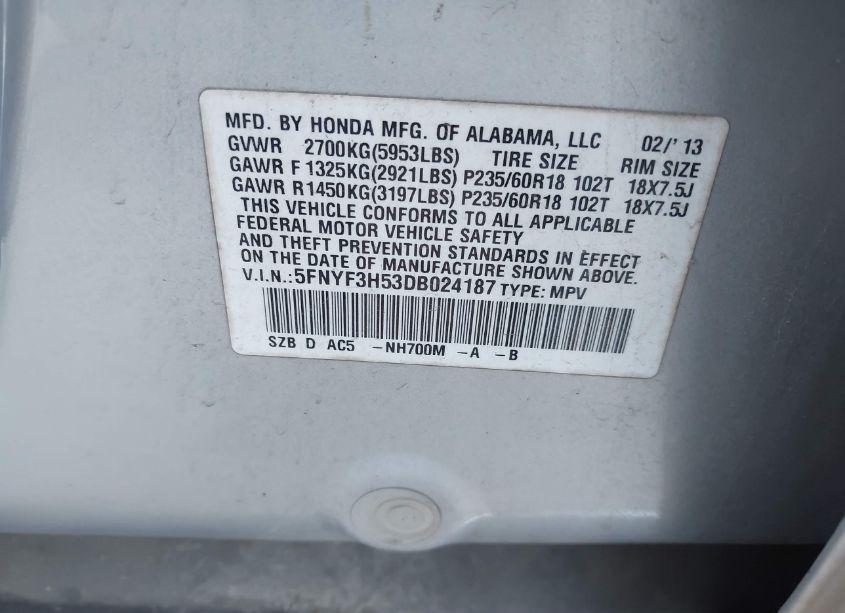 MFD. BY HONDA MFG. OF ALABAMA, LLC 02/' 13
GVWR 2700KG(5953LBS) TIRE SIZE RIM SIZE
GAWR F 1325KG(2921LBS) P235/60R18 102T 18X7.5J
GAWR R 1450KG(3197LBS) P235/60R18 102T 18X7.5J
THIS VEHICLE CONFORMS TO ALL APPLICABLE
FEDERAL MOTOR VEHICLE SAFETY
AND THEFT PREVENTION STANDARDS IN EFFECT
ON THE DATE OF MANUFACTURE SHOWN ABOVE.
V.I.N.:5FNYF3H53DB024187 TYPE: MPV
SZB D AC5 -NH700M -A -B